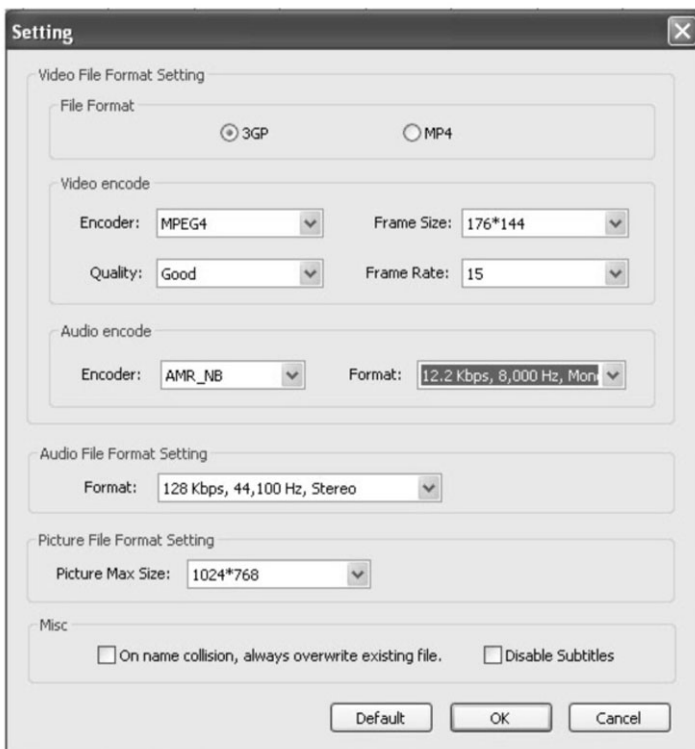 Setting
Video File Format Setting
File Format
3GP MP4
Video encode
Encoder: MPEG4 Frame Size: 176*144
Quality: Good Frame Rate: 15
Audio encode
Encoder: AMR_NB Format: 12.2 Kbps, 8,000 Hz, Mon
Audio File Format Setting
Format: 128 Kbps, 44,100 Hz, Stereo
Picture File Format Setting
Picture Max Size: 1024*768
Misc
On name collision, always overwrite existing file. Disable Subtitles
Default OK Cancel